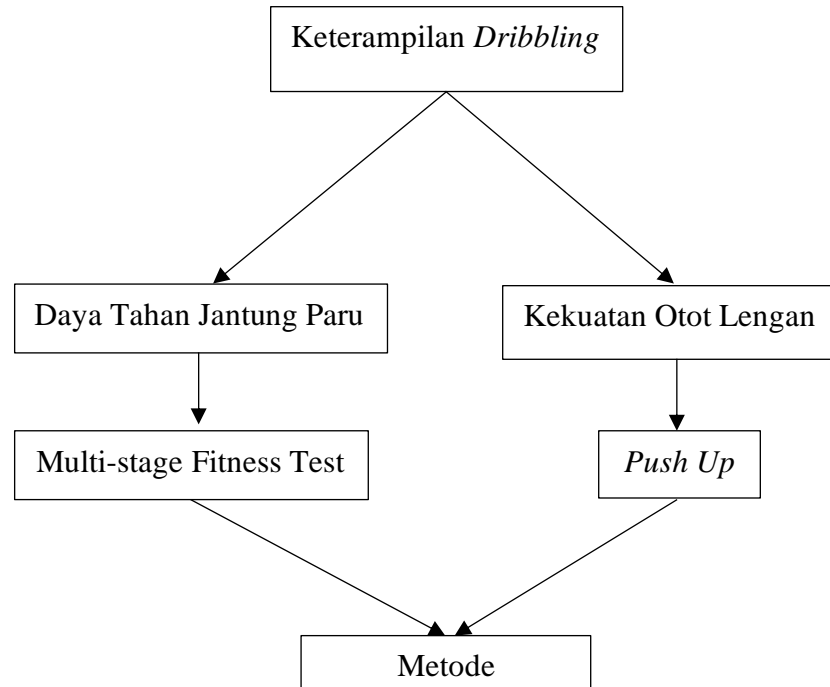 Keterampilan Dribbling
Daya Tahan Jantung Paru
Kekuatan Otot Lengan
Multi-stage Fitness Test
Push Up
Metode